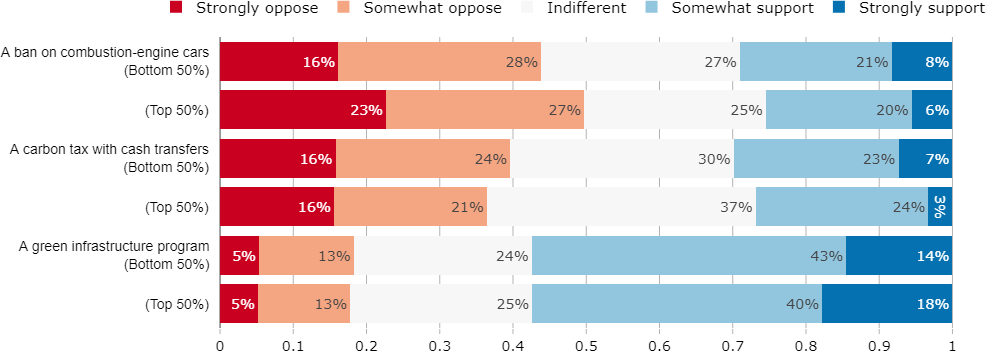 Strongly oppose Somewhat oppose Indifferent Somewhat support Strongly support
A ban on combustion-engine cars
(Bottom 50%)
16% 28% 27% 21% 8%
(Top 50%)
23% 27% 25% 20% 6%
A carbon tax with cash transfers
(Bottom 50%)
16% 24% 30% 23% 7%
(Top 50%)
16% 21% 37% 24% 3%
A green infrastructure program
(Bottom 50%)
5% 13% 24% 43% 14%
(Top 50%)
5% 13% 25% 40% 18%
0 0.1 0.2 0.3 0.4 0.5 0.6 0.7 0.8 0.9 1